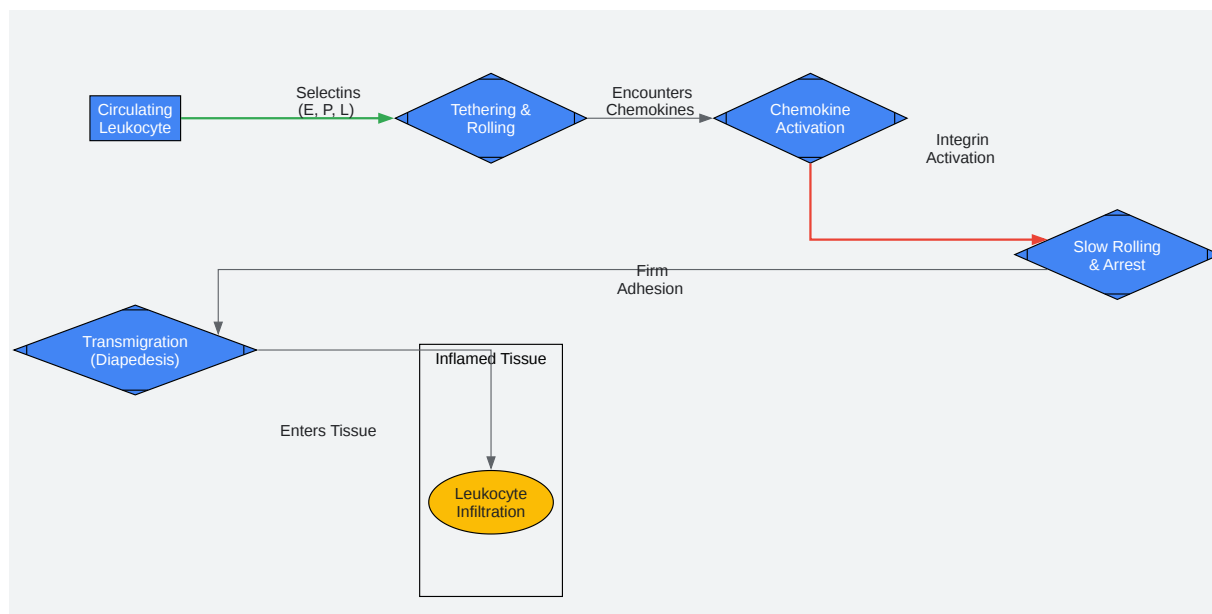 Circulating
Leukocyte
Selectins
(E, P, L)
Tethering &
Rolling
Encounters
Chemokines
Chemokine
Activation
Integrin
Activation
Slow Rolling
& Arrest
Firm
Adhesion
Transmigration
(Diapedesis)
Inflamed Tissue
Enters Tissue
Leukocyte
Infiltration